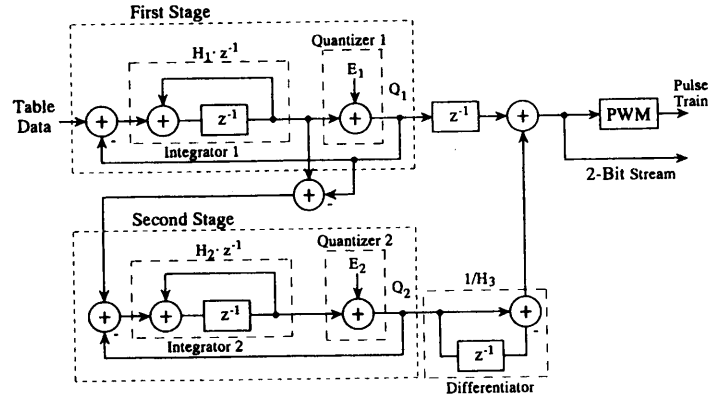 First Stage
H₁· z⁻¹
Quantizer 1
E₁
Q₁
Table
Data
+
+
z⁻¹
+
z⁻¹
+
PWM
Pulse
Train
-
Integrator 1
2-Bit Stream
+
-
Second Stage
H₂· z⁻¹
Quantizer 2
E₂
Q₂
1/H₃
+
+
z⁻¹
+
+
-
-
Integrator 2
z⁻¹
Differentiator